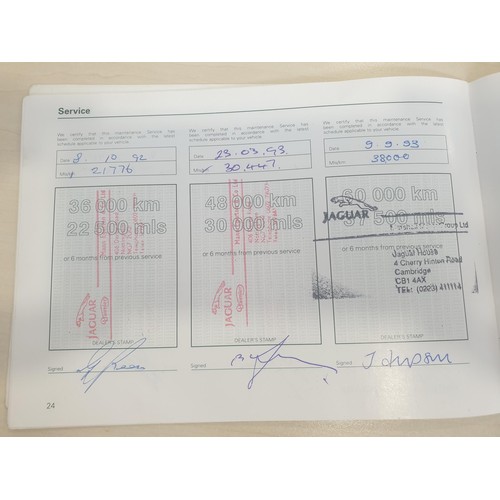 Service
We certify that this maintenance Service has
been completed in accordance with the latest
schedule applicable to your vehicle.
Date 8. 10 92
21776
36 000 km
22 500 mls
or 6 months from previous service
JAGUAR
DEALER'S STAMP
Signed
We certify that this maintenance Service has
been completed in accordance with the latest
schedule applicable to your vehicle.
Date 23.03.93.
30,447.
48 000 km
30 000 mls
or 6 months from previous service
JAGUAR
DEALER'S STAMP
Signed
We certify that this maintenance Service has
been completed in accordance with the latest
schedule applicable to your vehicle.
Date 9 9 93
38000
60 000 km
JAGUAR
37 500 mls
Ltd
or 6 months from previous service
Jaguar House
4 Cherry Hinton Road
Cambridge
CB1 4AX
TEL: (0223)
DEALER'S STAMP
Signed
24